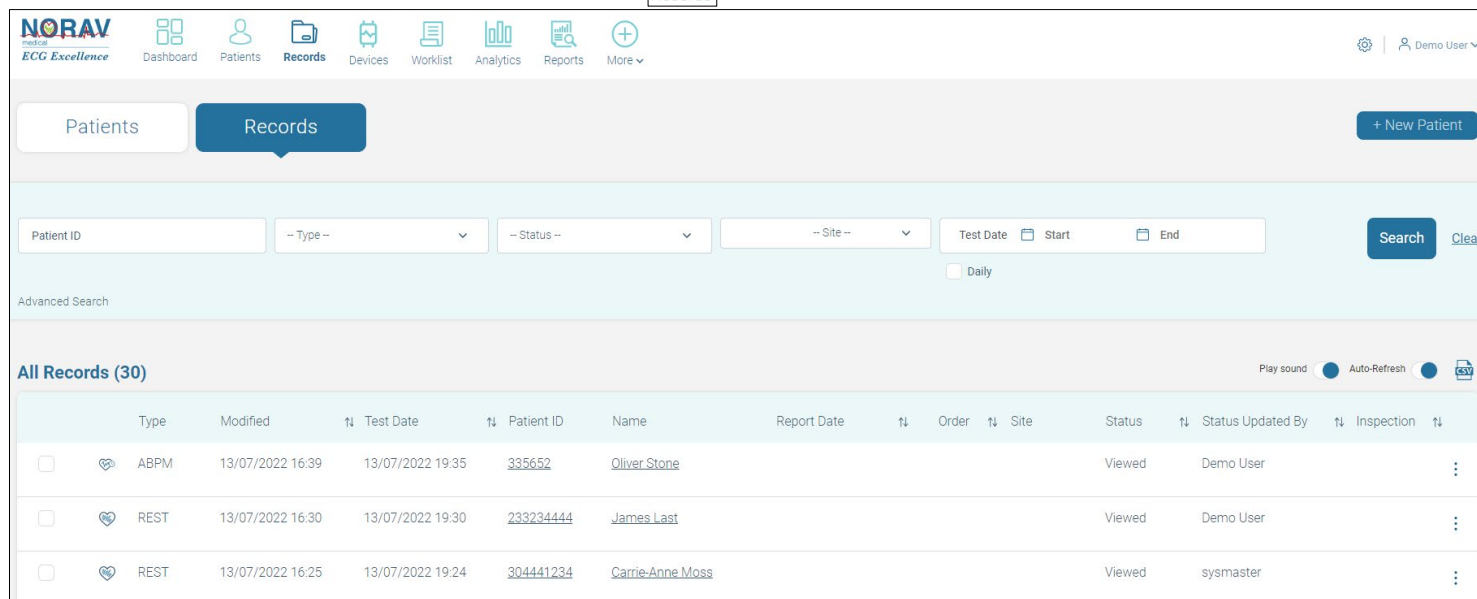 NORAV
medical
ECG Excellence
Dashboard Patients Records Devices Worklist Analytics Reports More
Demo User
Patients Records + New Patient
Patient ID -- Type -- -- Status -- -- Site -- Test Date Start End Search Clea
Daily
Advanced Search
All Records (30) Play sound Auto-Refresh CSV
Type Modified Test Date Patient ID Name Report Date Order Site Status Status Updated By Inspection
ABPM 13/07/2022 16:39 13/07/2022 19:35 335652 Oliver Stone Viewed Demo User
REST 13/07/2022 16:30 13/07/2022 19:30 233234444 James Last Viewed Demo User
REST 13/07/2022 16:25 13/07/2022 19:24 304441234 Carrie-Anne Moss Viewed sysmaster